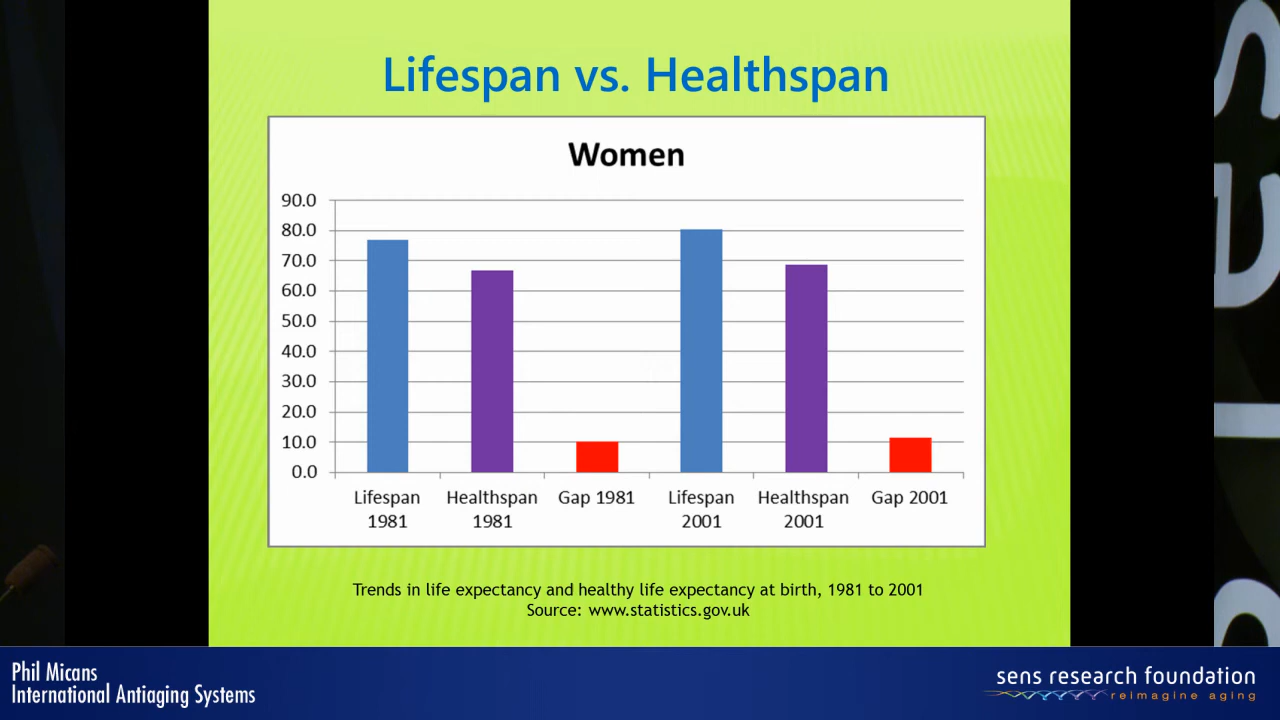 Lifespan vs. Healthspan
Women
90.0
80.0
70.0
60.0
50.0
40.0
30.0
20.0
10.0
0.0
Lifespan 1981
Healthspan 1981
Gap 1981
Lifespan 2001
Healthspan 2001
Gap 2001
Trends in life expectancy and healthy life expectancy at birth, 1981 to 2001
Source: www.statistics.gov.uk
Phil Micans
International Antiaging Systems
sens research foundation
reimagine aging